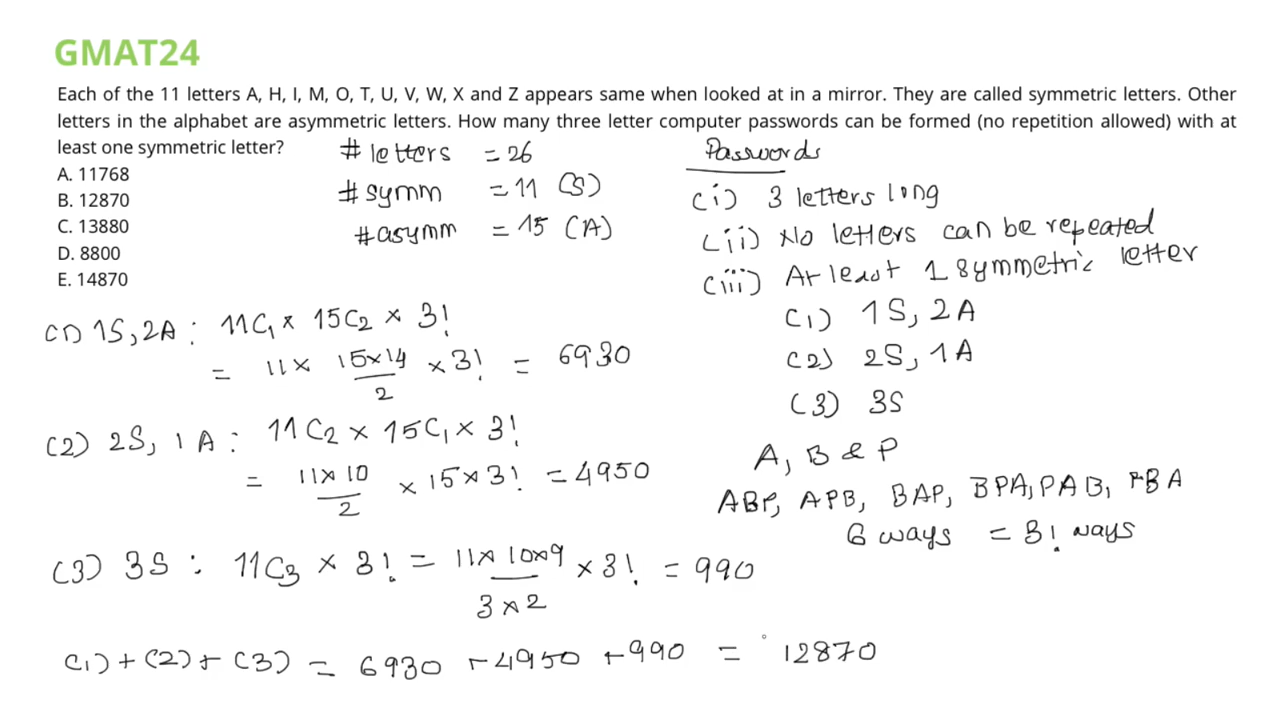 GMAT24
Each of the 11 letters A, H, I, M, O, T, U, V, W, X and Z appears same when looked at in a mirror. They are called symmetric letters. Other
letters in the alphabet are asymmetric letters. How many three letter computer passwords can be formed (no repetition allowed) with at
least one symmetric letter?
A. 11768
B. 12870
C. 13880
D. 8800
E. 14870
# letters = 26
# symm = 11 (S)
# asymm = 15 (A)
Passwords
(i) 3 letters long
(ii) No letters can be repeated
(iii) At least 1 symmetric letter
(1) 1S, 2A
(2) 2S, 1A
(3) 3S
A, B & P
ABP, APB, BAP, BPA, PAB, PBA
6 ways = 3! ways
(1) 1S, 2A : 11C₁ × 15C₂ × 3!
= 11 × 15×14/2 × 3! = 6930
(2) 2S, 1A : 11C₂ × 15C₁ × 3!
= 11×10/2 × 15 × 3! = 4950
(3) 3S : 11C₃ × 3! = 11×10×9/3×2 × 3! = 990
(1) + (2) + (3) = 6930 + 4950 + 990 = 12870